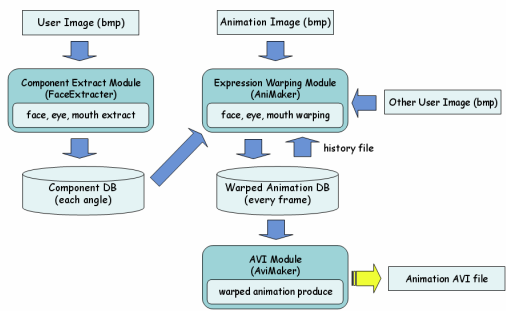 User Image (bmp)
Animation Image (bmp)
Component Extract Module
(FaceExtracter)
face, eye, mouth extract
Expression Warping Module
(AniMaker)
face, eye, mouth warping
Other User Image (bmp)
history file
Component DB
(each angle)
Warped Animation DB
(every frame)
AVI Module
(AviMaker)
warped animation produce
Animation AVI file